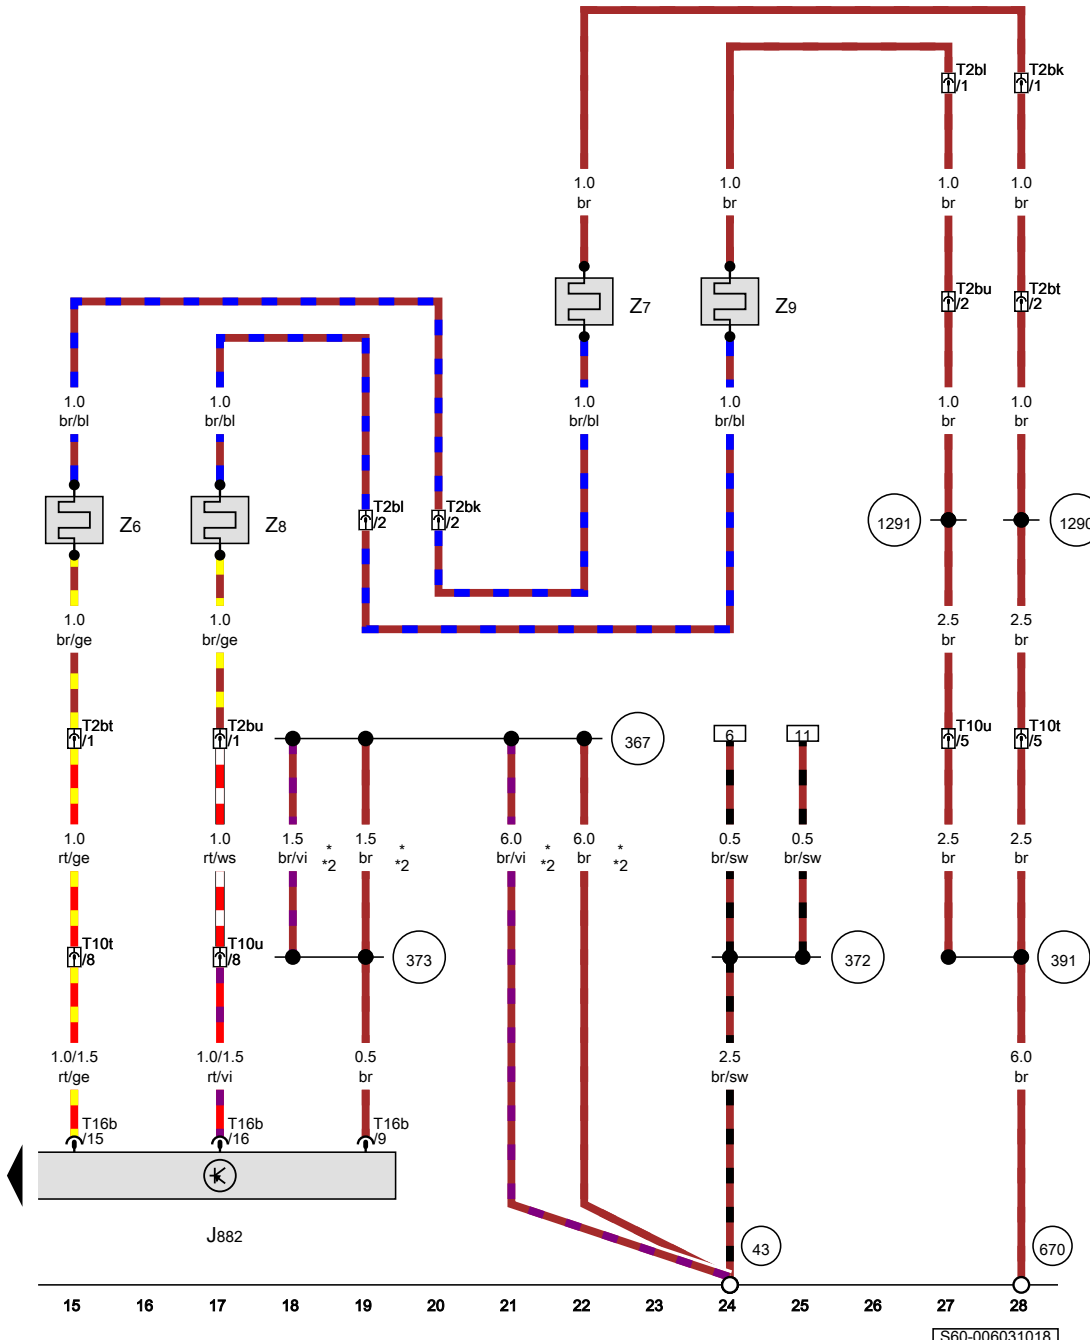 T2bl
/1
T2bk
/1
1.0
br
1.0
br
1.0
br
1.0
br
Z7
Z9
T2bu
/2
T2bt
/2
1.0
br/bl
1.0
br/bl
1.0
br/bl
1.0
br/bl
1.0
br
1.0
br
Z6
Z8
T2bl
/2
T2bk
/2
1291
1290
1.0
br/ge
1.0
br/ge
2.5
br
2.5
br
T2bt
/1
T2bu
/1
367
6
11
T10u
/5
T10t
/5
1.0
rt/ge
1.0
rt/ws
1.5
br/vi
*
*2
1.5
br
*
*2
6.0
br/vi
*
*2
6.0
br
*
*2
0.5
br/sw
0.5
br/sw
2.5
br
2.5
br
T10t
/8
T10u
/8
373
372
391
1.0/1.5
rt/ge
1.0/1.5
rt/vi
0.5
br
2.5
br/sw
6.0
br
T16b
/15
T16b
/16
T16b
/9
J882
43
670
15 16 17 18 19 20 21 22 23 24 25 26 27 28
S60-006031018